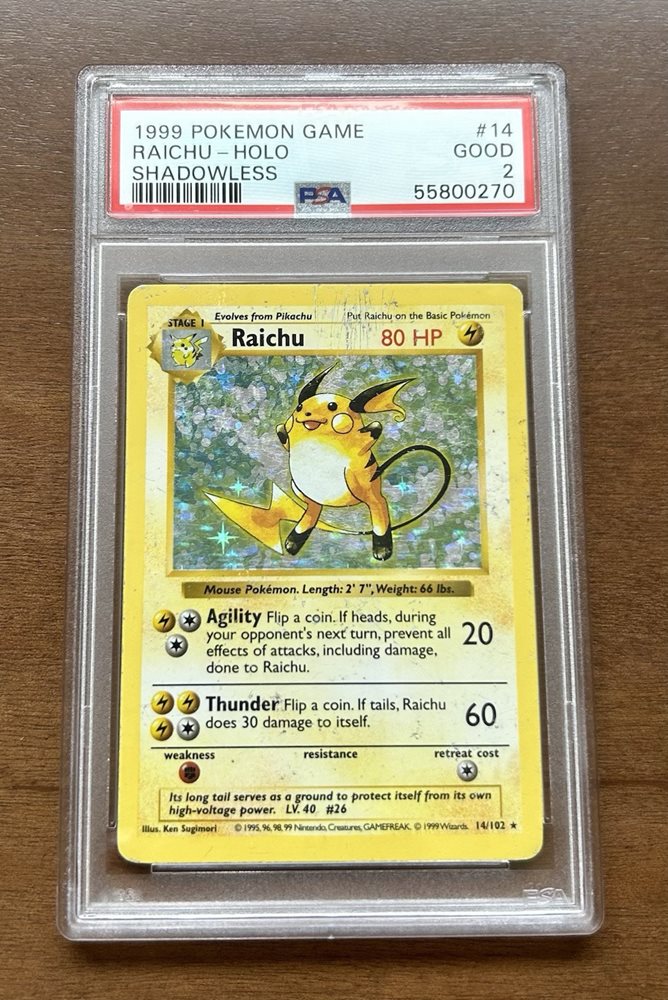 1999 POKEMON GAME #14
RAICHU – HOLO GOOD
SHADOWLESS 2
PSA 55800270
STAGE 1 Evolves from Pikachu Put Raichu on the Basic Pokémon
Raichu 80 HP
Mouse Pokémon. Length: 2' 7", Weight: 66 lbs.
Agility Flip a coin. If heads, during
your opponent's next turn, prevent all 20
effects of attacks, including damage,
done to Raichu.
Thunder Flip a coin. If tails, Raichu 60
does 30 damage to itself.
weakness resistance retreat cost
Its long tail serves as a ground to protect itself from its own
high-voltage power. LV. 40 #26
Illus. Ken Sugimori © 1995, 96, 98, 99 Nintendo, Creatures, GAMEFREAK. © 1999 Wizards. 14/102 ★
PSA